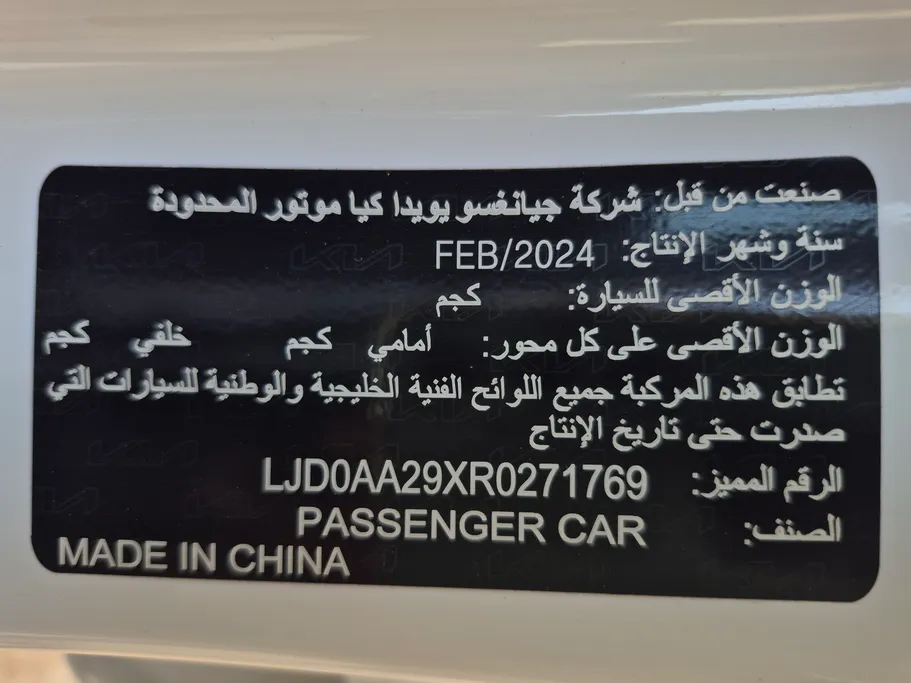 صنعت من قبل: شركة جيانغسو يويدا كيا موتور المحدودة
سنة وشهر الإنتاج: FEB/2024
الوزن الأقصى للسيارة: كجم
الوزن الأقصى على كل محور: أمامي كجم خلفي كجم
تطابق هذه المركبة جميع اللوائح الفنية الخليجية والوطنية للسيارات التي
صدرت حتى تاريخ الإنتاج
الرقم المميز: LJD0AA29XR0271769
الصنف: PASSENGER CAR
MADE IN CHINA